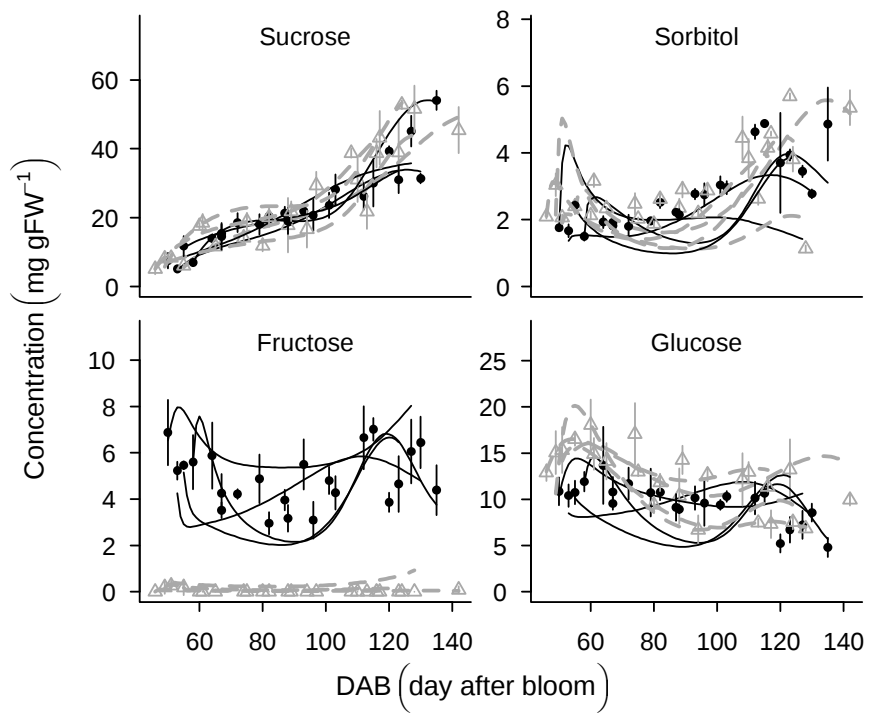 Sucrose
Sorbitol
0
20
40
60
0
2
4
6
8
Fructose
Glucose
0
2
4
6
8
10
0
5
10
15
20
25
60 80 100 120 140
60 80 100 120 140
Concentration (mg gFW⁻¹)
DAB (day after bloom)